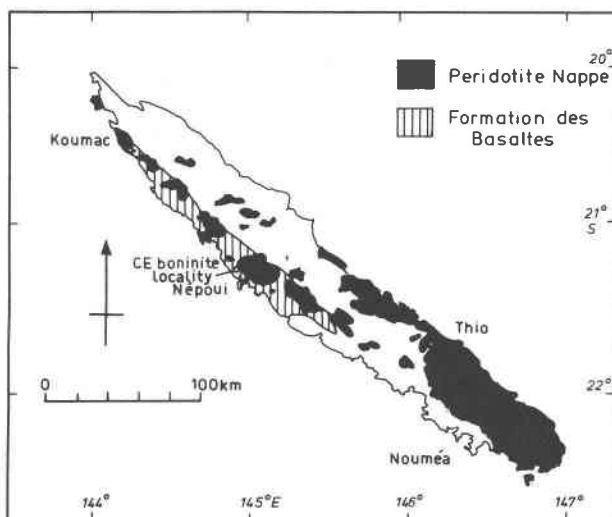 Peridotite Nappe
Formation des
Basaltes
20°
Koumac
21°
S
CE boninite
locality
Népoui
Thio
0 100km
22°
Nouméa
144° 145°E 146° 147°